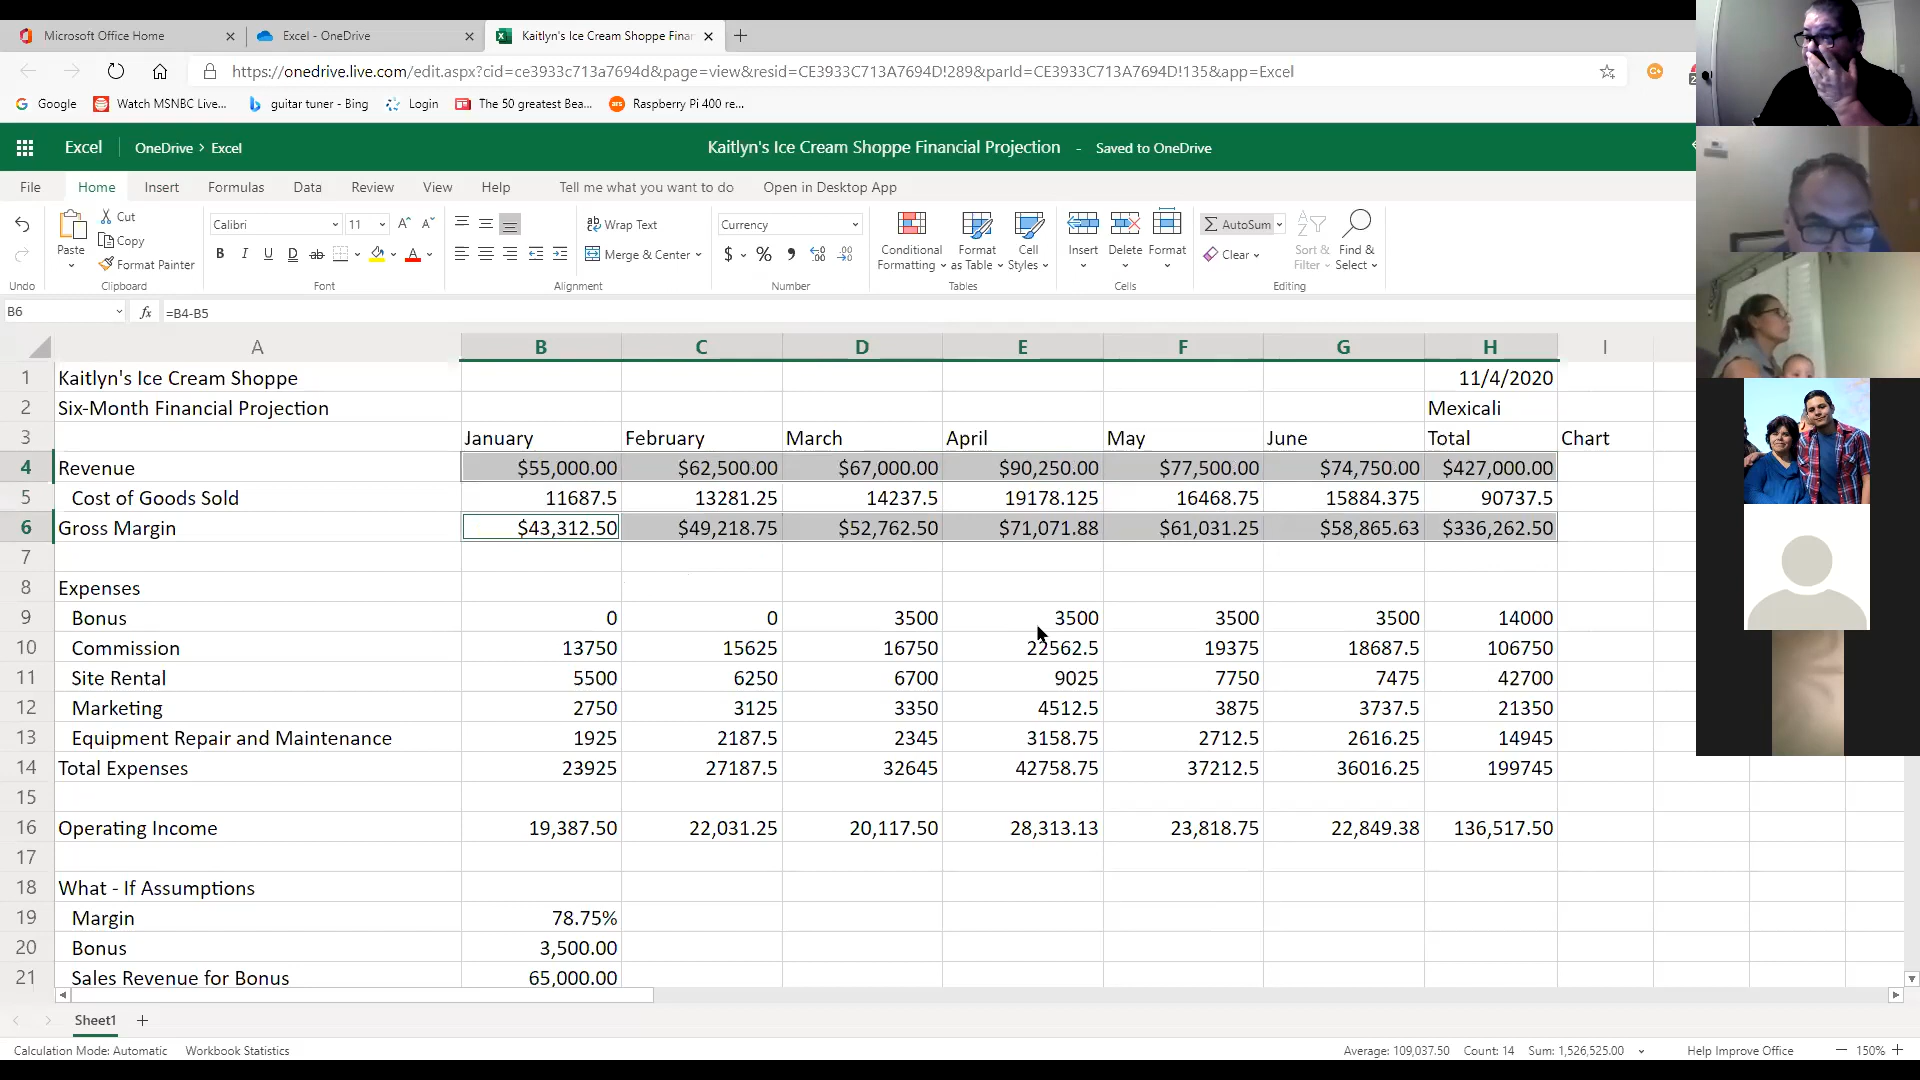 Microsoft Office Home
Excel - OneDrive
Kaitlyn's Ice Cream Shoppe Finar
https://onedrive.live.com/edit.aspx?cid=ce3933c713a7694d&page=view&resid=CE3933C713A7694D!289&parId=CE3933C713A7694D!135&app=Excel
Google Watch MSNBC Live... guitar tuner - Bing Login The 50 greatest Bea... Raspberry Pi 400 re...
Excel OneDrive > Excel Kaitlyn's Ice Cream Shoppe Financial Projection - Saved to OneDrive
File Home Insert Formulas Data Review View Help Tell me what you want to do Open in Desktop App
Paste Cut Copy Format Painter
Calibri 11
Wrap Text Merge & Center
Currency
Conditional Formatting Format as Table Cell Styles
Insert Delete Format
AutoSum Clear Sort & Filter Find & Select
Undo Clipboard Font Alignment Number Tables Cells Editing
B6 fx =B4-B5
A B C D E F G H I
1 Kaitlyn's Ice Cream Shoppe 11/4/2020
2 Six-Month Financial Projection Mexicali
3 January February March April May June Total Chart
4 Revenue $55,000.00 $62,500.00 $67,000.00 $90,250.00 $77,500.00 $74,750.00 $427,000.00
5 Cost of Goods Sold 11687.5 13281.25 14237.5 19178.125 16468.75 15884.375 90737.5
6 Gross Margin $43,312.50 $49,218.75 $52,762.50 $71,071.88 $61,031.25 $58,865.63 $336,262.50
7
8 Expenses
9 Bonus 0 0 3500 3500 3500 3500 14000
10 Commission 13750 15625 16750 22562.5 19375 18687.5 106750
11 Site Rental 5500 6250 6700 9025 7750 7475 42700
12 Marketing 2750 3125 3350 4512.5 3875 3737.5 21350
13 Equipment Repair and Maintenance 1925 2187.5 2345 3158.75 2712.5 2616.25 14945
14 Total Expenses 23925 27187.5 32645 42758.75 37212.5 36016.25 199745
15
16 Operating Income 19,387.50 22,031.25 20,117.50 28,313.13 23,818.75 22,849.38 136,517.50
17
18 What - If Assumptions
19 Margin 78.75%
20 Bonus 3,500.00
21 Sales Revenue for Bonus 65,000.00
Sheet1
Calculation Mode: Automatic Workbook Statistics Average: 109,037.50 Count: 14 Sum: 1,526,525.00 Help Improve Office 150%